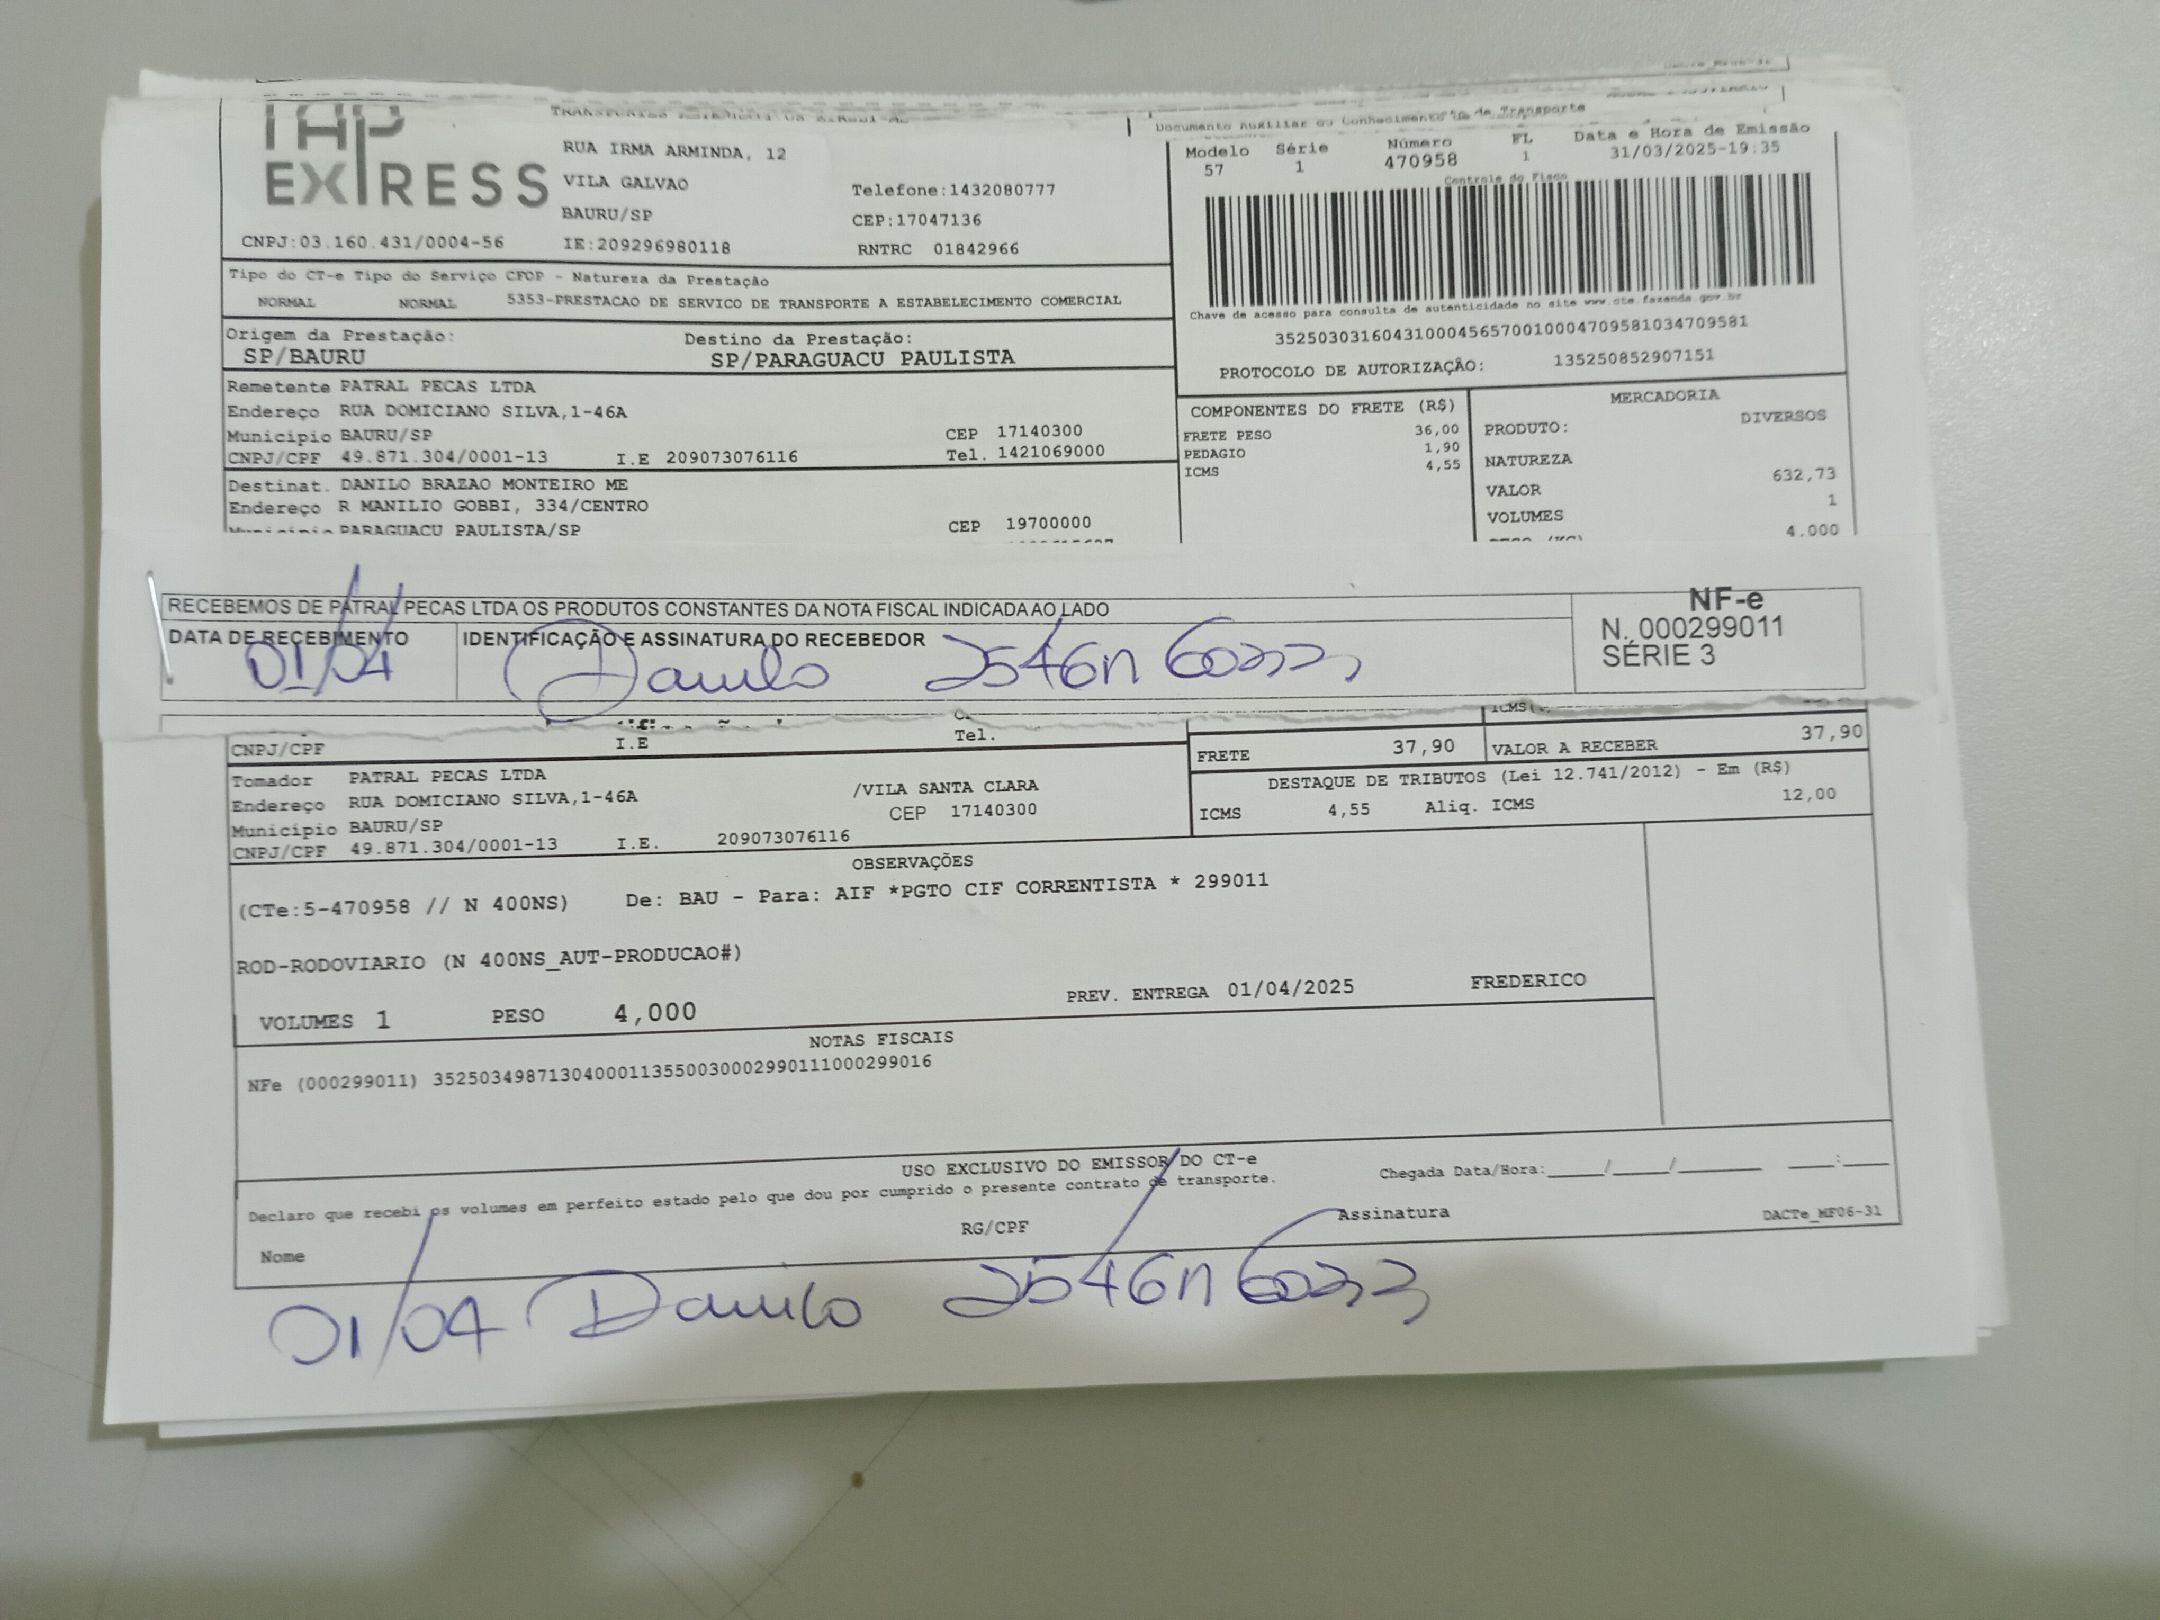 EXPRESS
RUA IRMA ARMINDA, 12
VILA GALVAO Telefone:1432080777
BAURU/SP CEP:17047136
CNPJ:03.160.431/0004-56 IE:209296980118 RNTRC 01842966
Documento Auxiliar do Conhecimento de Transporte
Modelo Série Número FL Data e Hora de Emissão
57 1 470958 1 31/03/2025-19:35
Controle do Fisco
Chave de acesso para consulta de autenticidade no site www.cte.fazenda.gov.br
35250303160431000456570010004709581034709581
PROTOCOLO DE AUTORIZAÇÃO: 135250852907151
Tipo do CT-e Tipo do Serviço CFOP - Natureza da Prestação
NORMAL NORMAL 5353-PRESTACAO DE SERVICO DE TRANSPORTE A ESTABELECIMENTO COMERCIAL
Origem da Prestação: Destino da Prestação:
SP/BAURU SP/PARAGUACU PAULISTA
Remetente PATRAL PECAS LTDA
Endereço RUA DOMICIANO SILVA,1-46A
Município BAURU/SP CEP 17140300
CNPJ/CPF 49.871.304/0001-13 I.E 209073076116 Tel. 1421069000
Destinat. DANILO BRAZAO MONTEIRO ME
Endereço R MANILIO GOBBI, 334/CENTRO
PARAGUACU PAULISTA/SP CEP 19700000
COMPONENTES DO FRETE (R$)
FRETE PESO 36,00
PEDAGIO 1,90
ICMS 4,55
MERCADORIA
PRODUTO: DIVERSOS
NATUREZA
VALOR 632,73
VOLUMES 1
PESO (KG) 4.000
RECEBEMOS DE PATRAL PECAS LTDA OS PRODUTOS CONSTANTES DA NOTA FISCAL INDICADA AO LADO
DATA DE RECEBIMENTO IDENTIFICAÇÃO E ASSINATURA DO RECEBEDOR
01/04 Danilo
NF-e
N. 000299011
SÉRIE 3
CNPJ/CPF I.E Tel.
FRETE 37,90 VALOR A RECEBER 37,90
Tomador PATRAL PECAS LTDA
Endereço RUA DOMICIANO SILVA,1-46A /VILA SANTA CLARA
Município BAURU/SP CEP 17140300
CNPJ/CPF 49.871.304/0001-13 I.E. 209073076116
DESTAQUE DE TRIBUTOS (Lei 12.741/2012) - Em (R$)
ICMS 4,55 Aliq. ICMS 12,00
OBSERVAÇÕES
(CTe:5-470958 // N 400NS) De: BAU - Para: AIF *PGTO CIF CORRENTISTA * 299011
ROD-RODOVIARIO (N 400NS_AUT-PRODUCAO#)
VOLUMES 1 PESO 4,000 PREV. ENTREGA 01/04/2025 FREDERICO
NOTAS FISCAIS
NFe (000299011) 35250349871304000113550030002990111000299016
USO EXCLUSIVO DO EMISSOR DO CT-e
Declaro que recebi os volumes em perfeito estado pelo que dou por cumprido o presente contrato de transporte. Chegada Data/Hora:____/____/______ ___:___
Nome RG/CPF Assinatura DACTe_MF06-31
01/04 Danilo